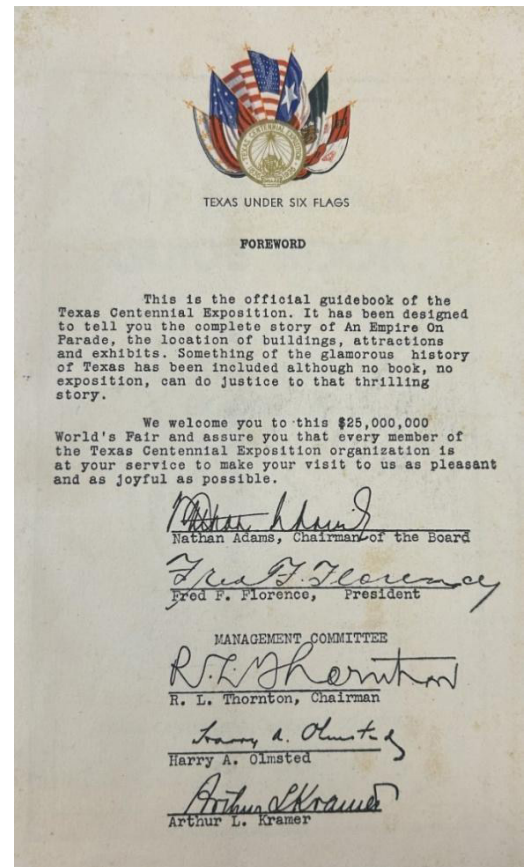 TEXAS CENTENNIAL EXPOSITION
TEXAS UNDER SIX FLAGS
FOREWORD
This is the official guidebook of the
Texas Centennial Exposition. It has been designed
to tell you the complete story of An Empire On
Parade, the location of buildings, attractions
and exhibits. Something of the glamorous history
of Texas has been included although no book, no
exposition, can do justice to that thrilling
story.
We welcome you to this $25,000,000
World's Fair and assure you that every member of
the Texas Centennial Exposition organization is
at your service to make your visit to us as pleasant
and as joyful as possible.
Nathan Adams
Nathan Adams, Chairman of the Board
Fred F. Florence
Fred F. Florence, President
MANAGEMENT COMMITTEE
R. L. Thornton
R. L. Thornton, Chairman
Harry A. Olmsted
Harry A. Olmsted
Arthur L Kramer
Arthur L. Kramer